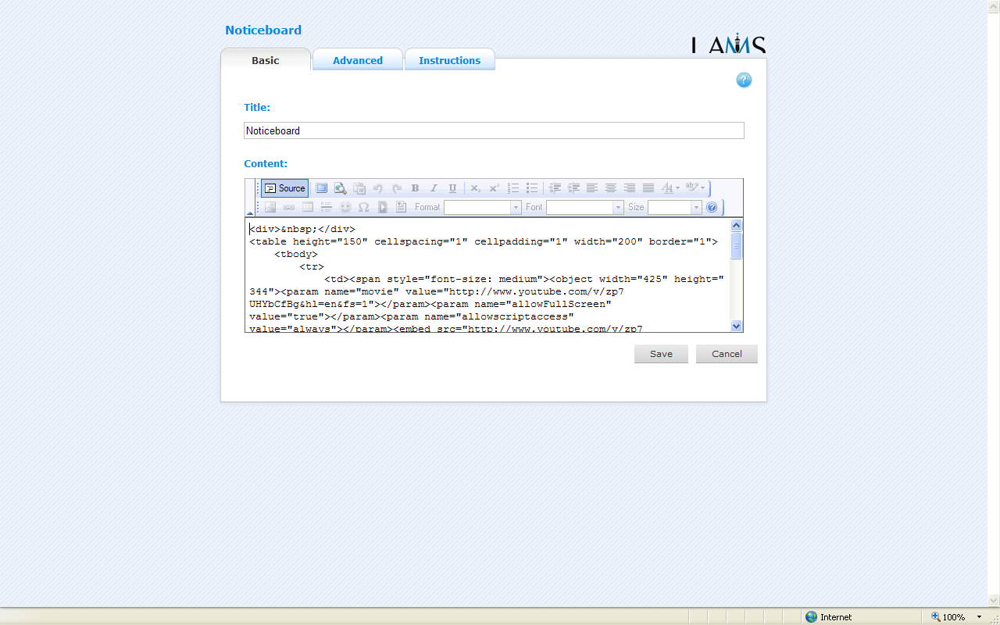 Noticeboard
LAMS
Basic Advanced Instructions
?
Title:
Noticeboard
Content:
Source B I U
Format Font Size
<div>&nbsp;</div>
<table height="150" cellspacing="1" cellpadding="1" width="200" border="1">
<tbody>
<tr>
<td><span style="font-size: medium"><object width="425" height="
344"><param name="movie" value="http://www.youtube.com/v/zp7
UHYbCfBg&hl=en&fs=1"></param><param name="allowFullScreen"
value="true"></param><param name="allowscriptaccess"
value="always"></param><embed src="http://www.youtube.com/v/zp7
Save Cancel
Internet 100%